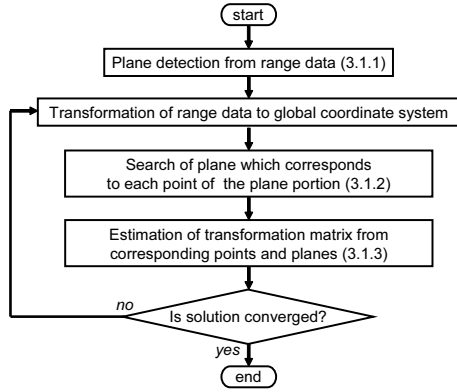 start
Plane detection from range data (3.1.1)
Transformation of range data to global coordinate system
Search of plane which corresponds
to each point of the plane portion (3.1.2)
Estimation of transformation matrix from
corresponding points and planes (3.1.3)
no
Is solution converged?
yes
end